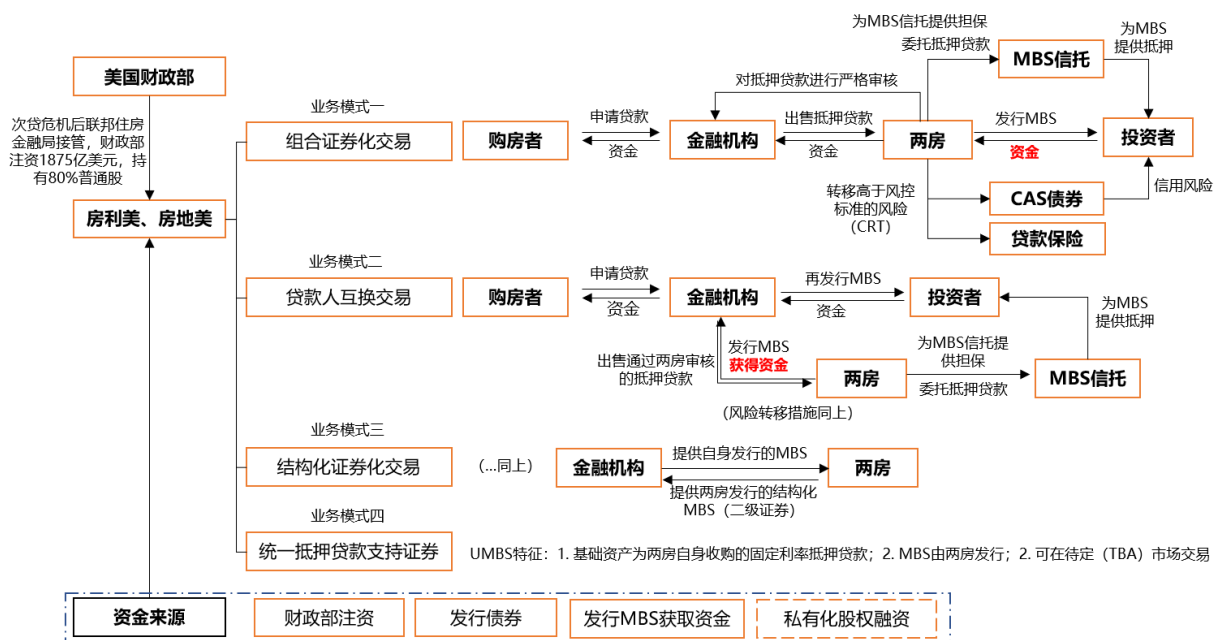 美国财政部
次贷危机后联邦住房
金融局接管，财政部
注资1875亿美元，持
有80%普通股
房利美、房地美
业务模式一
组合证券化交易
购房者
申请贷款
资金
金融机构
对抵押贷款进行严格审核
出售抵押贷款
资金
两房
为MBS信托提供担保
委托抵押贷款
MBS信托
为MBS
提供抵押
发行MBS
资金
投资者
转移高于风控
标准的风险
（CRT）
CAS债券
信用风险
贷款保险
业务模式二
贷款人互换交易
购房者
申请贷款
资金
金融机构
再发行MBS
资金
投资者
为MBS
提供抵押
出售通过两房审核
的抵押贷款
发行MBS
获得资金
两房
为MBS信托提
供担保
委托抵押贷款
MBS信托
（风险转移措施同上）
业务模式三
结构化证券化交易
（...同上）
金融机构
提供自身发行的MBS
提供两房发行的结构化
MBS（二级证券）
两房
业务模式四
统一抵押贷款支持证券
UMBS特征：1. 基础资产为两房自身收购的固定利率抵押贷款；2. MBS由两房发行；2. 可在待定（TBA）市场交易
资金来源
财政部注资
发行债券
发行MBS获取资金
私有化股权融资